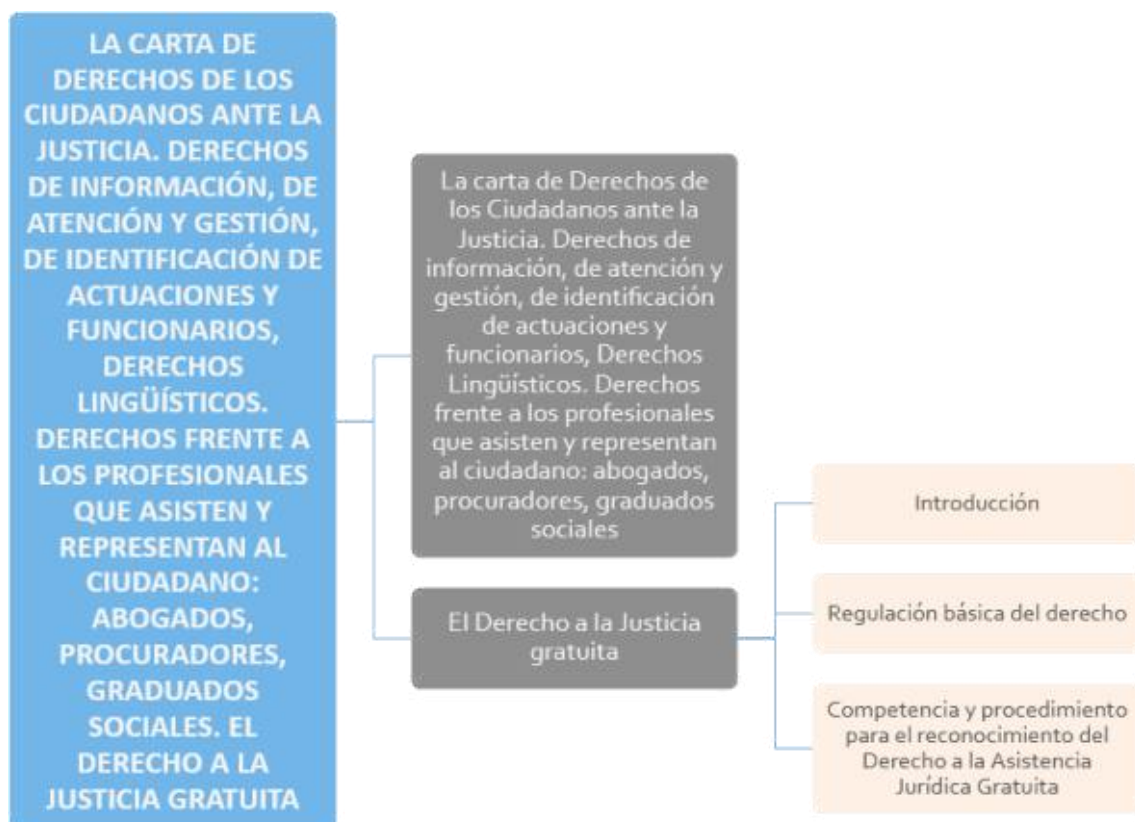 LA CARTA DE
DERECHOS DE LOS
CIUDADANOS ANTE LA
JUSTICIA. DERECHOS
DE INFORMACIÓN, DE
ATENCIÓN Y GESTIÓN,
DE IDENTIFICACIÓN DE
ACTUACIONES Y
FUNCIONARIOS,
DERECHOS
LINGÜÍSTICOS.
DERECHOS FRENTE A
LOS PROFESIONALES
QUE ASISTEN Y
REPRESENTAN AL
CIUDADANO:
ABOGADOS,
PROCURADORES,
GRADUADOS
SOCIALES. EL
DERECHO A LA
JUSTICIA GRATUITA
La carta de Derechos de
los Ciudadanos ante la
Justicia. Derechos de
información, de atención y
gestión, de identificación
de actuaciones y
funcionarios, Derechos
Lingüísticos. Derechos
frente a los profesionales
que asisten y representan
al ciudadano: abogados,
procuradores, graduados
sociales
El Derecho a la Justicia
gratuita
Introducción
Regulación básica del derecho
Competencia y procedimiento
para el reconocimiento del
Derecho a la Asistencia
Jurídica Gratuita